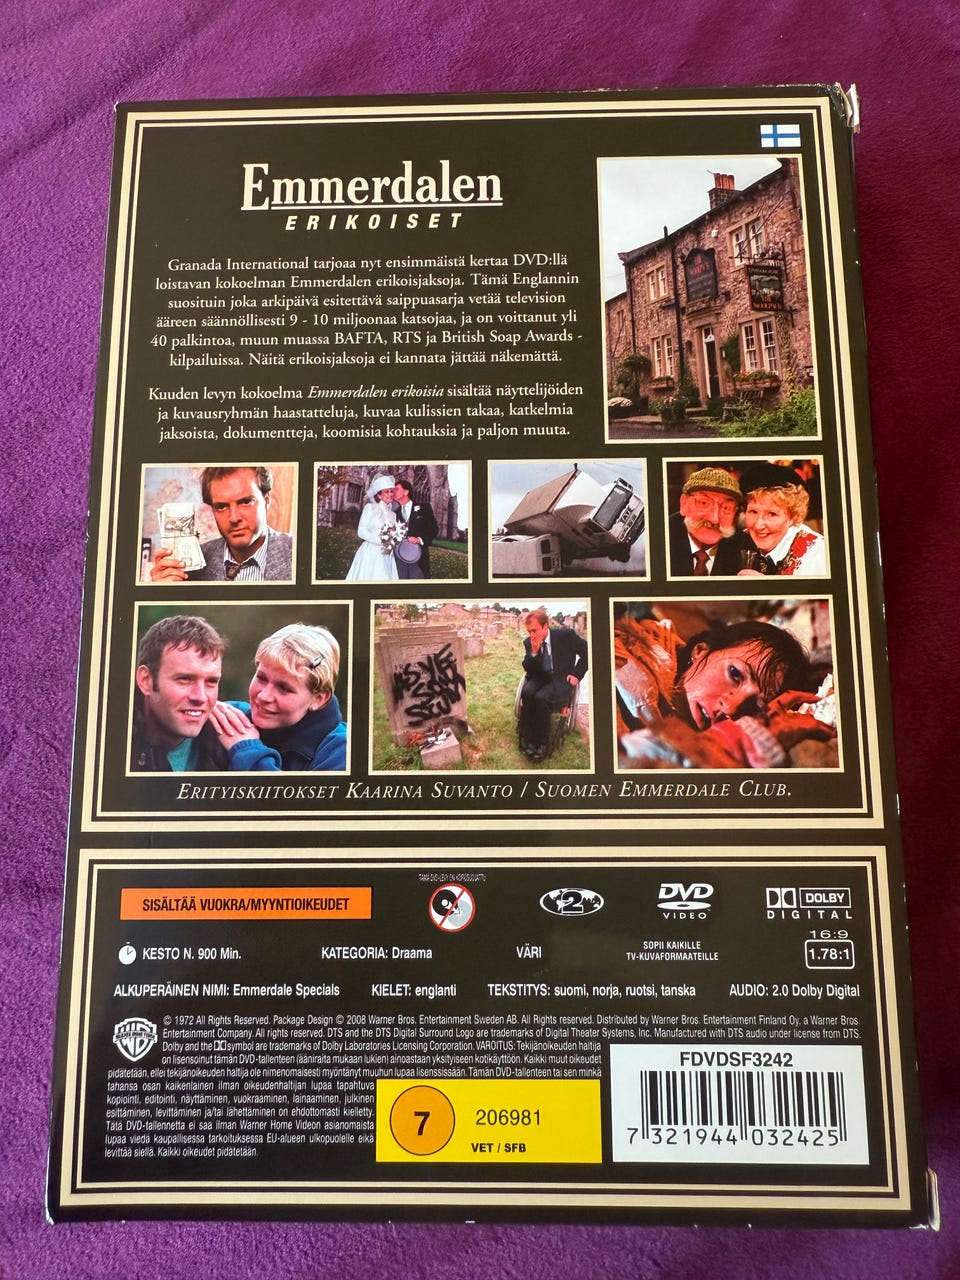 Emmerdalen
ERIKOISET
Granada International tarjoaa nyt ensimmäistä kertaa DVD:llä
loistavan kokoelman Emmerdalen erikoisjaksoja. Tämä Englannin
suosituin joka arkipäivä esitettävä saippuasarja vetää television
ääreen säännöllisesti 9 - 10 miljoonaa katsojaa, ja on voittanut yli
40 palkintoa, muun muassa BAFTA, RTS ja British Soap Awards -
kilpailuissa. Näitä erikoisjaksoja ei kannata jättää näkemättä.
Kuuden levyn kokoelma Emmerdalen erikoisia sisältää näyttelijöiden
ja kuvausryhmän haastatteluja, kuvaa kulissien takaa, katkelmia
jaksoista, dokumentteja, koomisia kohtauksia ja paljon muuta.
ERITYISKIITOKSET KAARINA SUVANTO / SUOMEN EMMERDALE CLUB.
SISÄLTÄÄ VUOKRA/MYYNTIOIKEUDET
TÄMÄ DVD-LEVY ON KOPIOSUOJATTU
2
DVD
VIDEO
DOLBY
DIGITAL
KESTO N. 900 Min.
KATEGORIA: Draama
VÄRI
SOPII KAIKILLE
TV-KUVAFORMAATEILLE
16:9
1.78:1
ALKUPERÄINEN NIMI: Emmerdale Specials
KIELET: englanti
TEKSTITYS: suomi, norja, ruotsi, tanska
AUDIO: 2.0 Dolby Digital
© 1972 All Rights Reserved. Package Design © 2008 Warner Bros. Entertainment Sweden AB. All Rights Reserved. Distributed by Warner Bros. Entertainment Finland Oy, a Warner Bros.
Entertainment Company. All rights reserved. DTS and the DTS Digital Surround Logo are trademarks of Digital Theater Systems, Inc. Manufactured with DTS audio under license from DTS.
Dolby and the symbol are trademarks of Dolby Laboratories Licensing Corporation. VAROITUS: Tekijänoikeuden haltija
on lisensoinut tämän DVD-tallenteen (ääniraita mukaan lukien) ainoastaan yksityiseen kotikäyttöön. Kaikki muut oikeudet
pidätetään, ellei tekijänoikeuden haltija ole nimenomaisesti myöntänyt muuhun lupaa lisenssissään. Tämän DVD-tallenteen tai sen minkä
tahansa osan kaikenlainen ilman oikeudenhaltijan lupaa tapahtuva
kopiointi, editointi, näyttäminen, vuokraaminen, lainaaminen, julkinen
esittäminen, levittäminen ja/tai lähettäminen on ehdottomasti kielletty.
Tätä DVD-tallennetta ei saa ilman Warner Home Videon asianomaista
lupaa viedä kaupallisessa tarkoituksessa EU-alueen ulkopuolelle eikä
levittää siellä. Kaikki oikeudet pidätetään.
7
206981
VET / SFB
FDVDSF3242
7 321944 032425